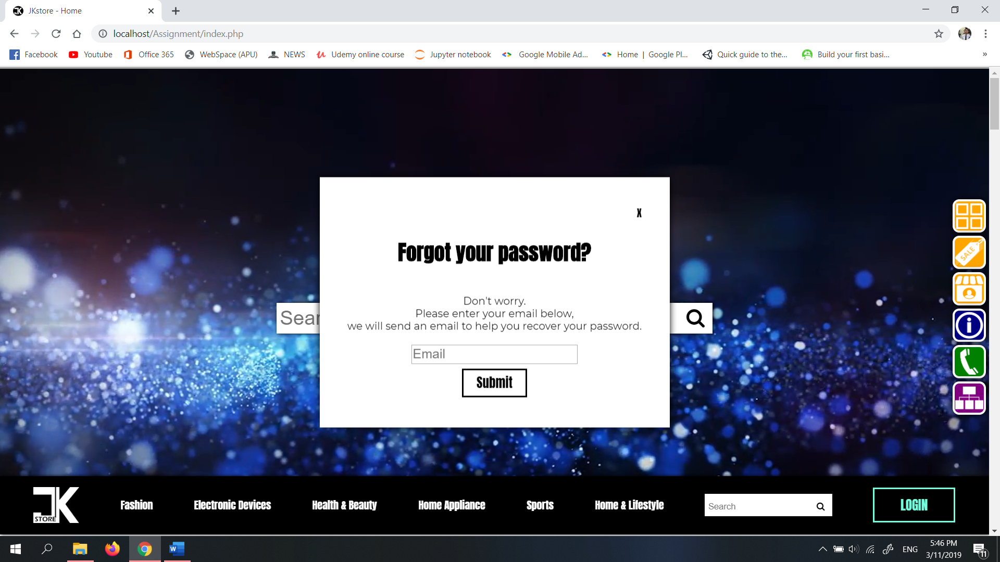 JKstore - Home
localhost/Assignment/index.php
Facebook Youtube Office 365 WebSpace (APU) NEWS Udemy online course Jupyter notebook Google Mobile Ad... Home | Google Pl... Quick guide to the... Build your first basi... »
X
Forgot your password?
SALE
Don't worry.
Please enter your email below,
we will send an email to help you recover your password.
Sear
Email
Submit
JK STORE
Fashion Electronic Devices Health & Beauty Home Appliance Sports Home & Lifestyle Search LOGIN
ENG
5:46 PM
3/11/2019
11